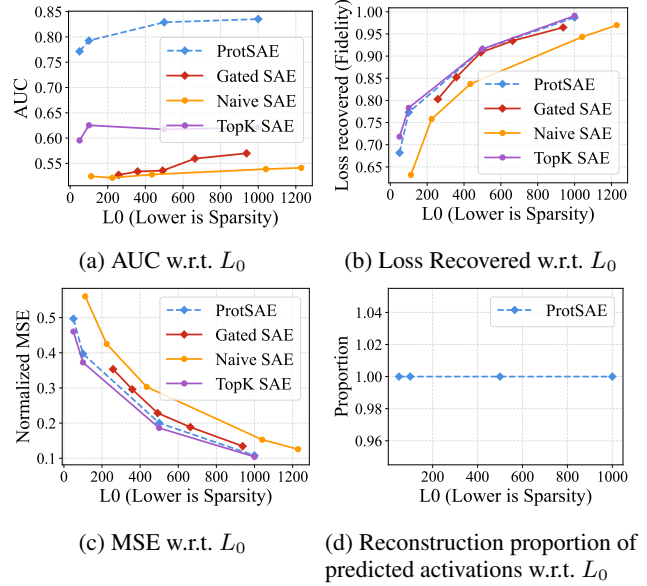 0.85
0.80
0.75
0.70
0.65
0.60
0.55
AUC
ProtSAE
Gated SAE
Naive SAE
TopK SAE
0 200 400 600 800 1000 1200
L0 (Lower is Sparsity)
(a) AUC w.r.t. L0
1.00
0.95
0.90
0.85
0.80
0.75
0.70
0.65
Loss recovered (Fidelity)
ProtSAE
Gated SAE
Naive SAE
TopK SAE
0 200 400 600 800 1000 1200
L0 (Lower is Sparsity)
(b) Loss Recovered w.r.t. L0
0.5
0.4
0.3
0.2
0.1
Normalized MSE
ProtSAE
Gated SAE
Naive SAE
TopK SAE
0 200 400 600 800 1000 1200
L0 (Lower is Sparsity)
(c) MSE w.r.t. L0
1.04
1.02
1.00
0.98
0.96
Proportion
ProtSAE
200 400 600 800 1000
L0 (Lower is Sparsity)
(d) Reconstruction proportion of
predicted activations w.r.t. L0